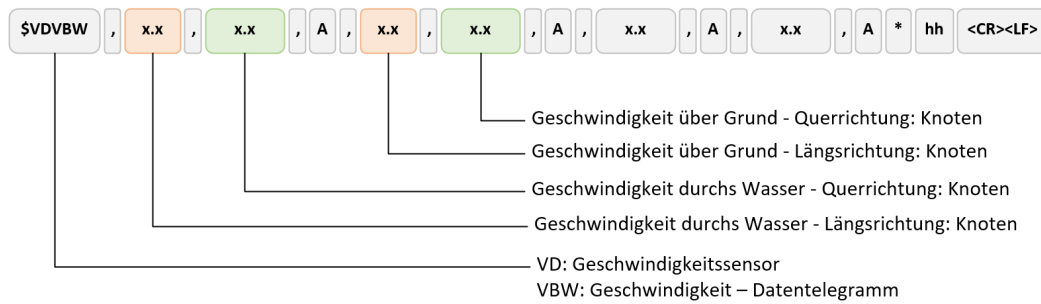 $VDVBW , x.x , x.x , A , x.x , x.x , A , x.x , A , x.x , A * hh <CR><LF>
Geschwindigkeit über Grund - Querrichtung: Knoten
Geschwindigkeit über Grund - Längsrichtung: Knoten
Geschwindigkeit durchs Wasser - Querrichtung: Knoten
Geschwindigkeit durchs Wasser - Längsrichtung: Knoten
VD: Geschwindigkeitssensor
VBW: Geschwindigkeit – Datentelegramm